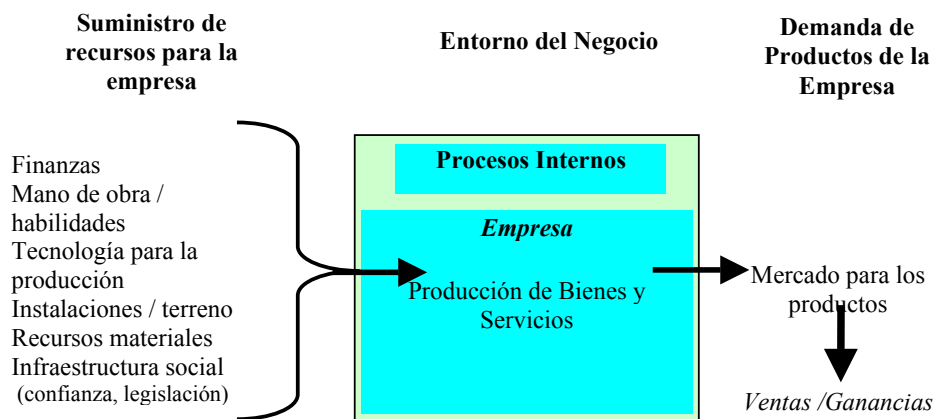 Suministro de
recursos para la
empresa
Entorno del Negocio
Demanda de
Productos de la
Empresa
Finanzas
Mano de obra /
habilidades
Tecnología para la
producción
Instalaciones / terreno
Recursos materiales
Infraestructura social
(confianza, legislación)
Procesos Internos
Empresa
Producción de Bienes y
Servicios
Mercado para los
productos
Ventas /Ganancias